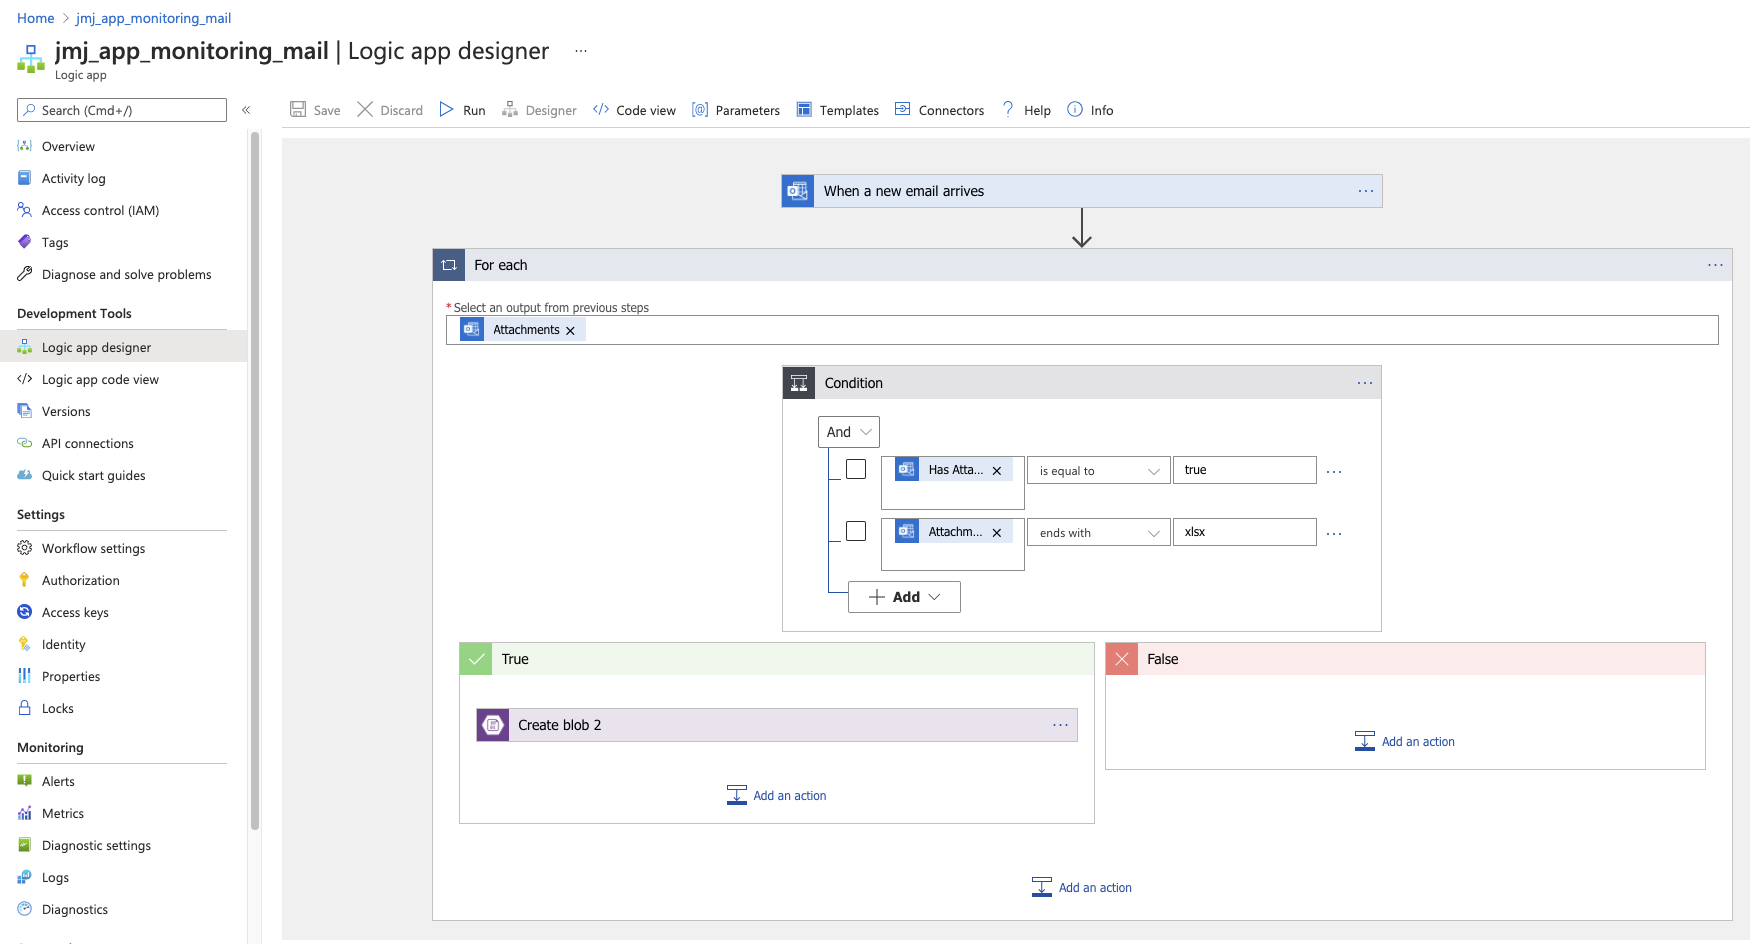 Home > jmj_app_monitoring_mail
jmj_app_monitoring_mail | Logic app designer ...
Logic app
Search (Cmd+/) «
Save Discard Run Designer Code view Parameters Templates Connectors Help Info
Overview
Activity log
Access control (IAM)
Tags
Diagnose and solve problems
Development Tools
Logic app designer
Logic app code view
Versions
API connections
Quick start guides
Settings
Workflow settings
Authorization
Access keys
Identity
Properties
Locks
Monitoring
Alerts
Metrics
Diagnostic settings
Logs
Diagnostics
When a new email arrives ...
For each ...
* Select an output from previous steps
Attachments
Condition ...
And
Has Atta... is equal to true ...
Attachm... ends with xlsx ...
Add
True
Create blob 2 ...
Add an action
False
Add an action
Add an action